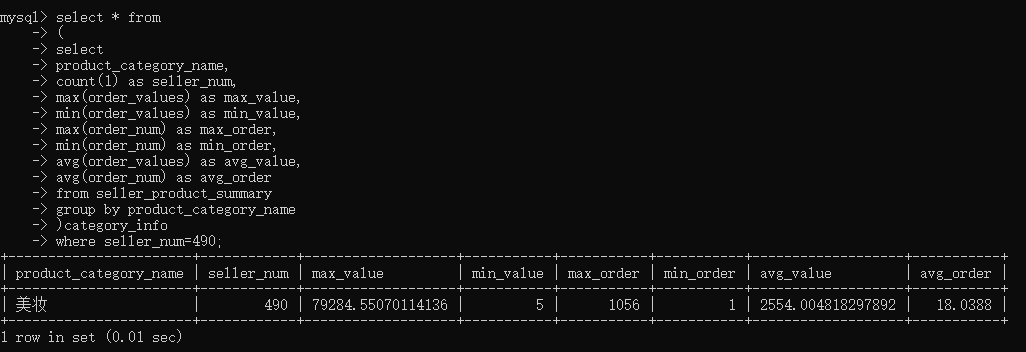 mysql> select * from
    -> (
    -> select
    -> product_category_name,
    -> count(1) as seller_num,
    -> max(order_values) as max_value,
    -> min(order_values) as min_value,
    -> max(order_num) as max_order,
    -> min(order_num) as min_order,
    -> avg(order_values) as avg_value,
    -> avg(order_num) as avg_order
    -> from seller_product_summary
    -> group by product_category_name
    -> )category_info
    -> where seller_num=490;
+-----------------------+------------+-------------------+-----------+-----------+-----------+-------------------+-----------+
| product_category_name | seller_num | max_value         | min_value | max_order | min_order | avg_value         | avg_order |
+-----------------------+------------+-------------------+-----------+-----------+-----------+-------------------+-----------+
| 美妆                  |        490 | 79284.55070114136 |         5 |      1056 |         1 | 2554.004818297892 |   18.0388 |
+-----------------------+------------+-------------------+-----------+-----------+-----------+-------------------+-----------+
1 row in set (0.01 sec)